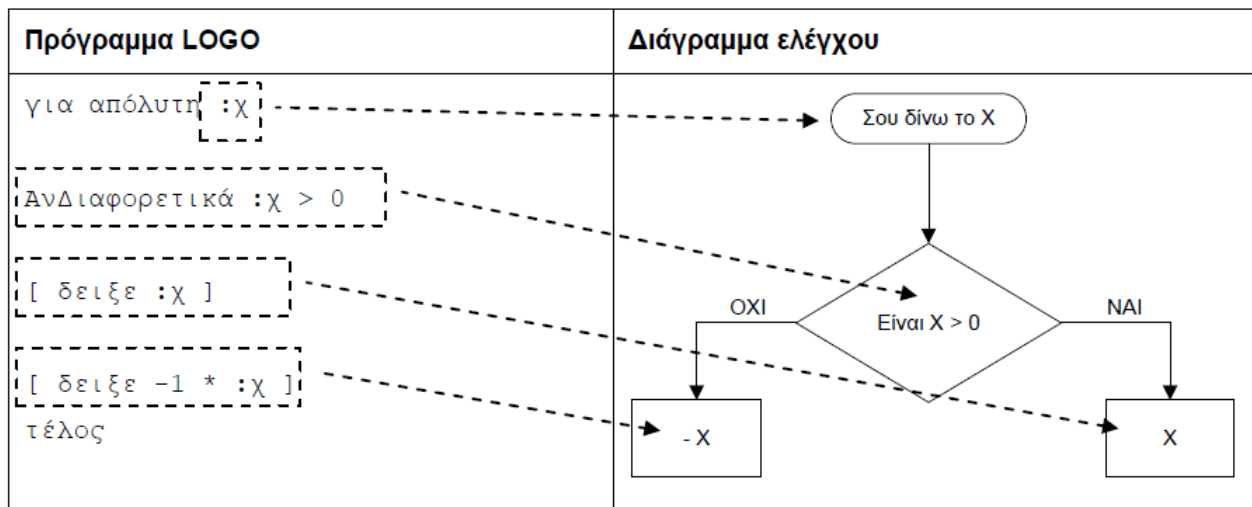 Πρόγραμμα LOGO
Διάγραμμα ελέγχου
για απόλυτη :χ
ΑνΔιαφορετικά :χ > 0
[ δειξε :χ ]
[ δειξε -1 * :χ ]
τέλος
Σου δίνω το Χ
ΟΧΙ
Είναι Χ > 0
ΝΑΙ
- Χ
Χ